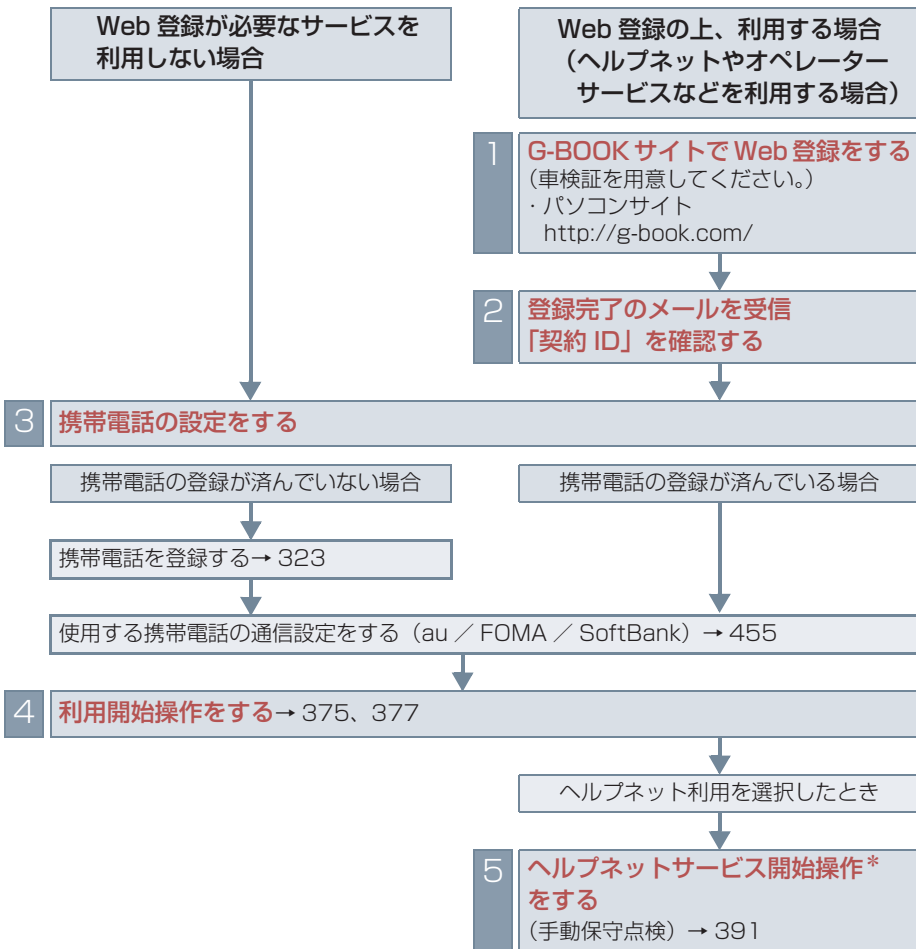 Web 登録が必要なサービスを
利用しない場合
Web 登録の上、利用する場合
（ヘルプネットやオペレーター
サービスなどを利用する場合）
1
G-BOOK サイトで Web 登録をする
（車検証を用意してください。）
・パソコンサイト
http://g-book.com/
2
登録完了のメールを受信
「契約 ID」を確認する
3
携帯電話の設定をする
携帯電話の登録が済んでいない場合
携帯電話の登録が済んでいる場合
携帯電話を登録する→ 323
使用する携帯電話の通信設定をする（au ／ FOMA ／ SoftBank）→ 455
4
利用開始操作をする→ 375、377
ヘルプネット利用を選択したとき
5
ヘルプネットサービス開始操作＊
をする
（手動保守点検）→ 391